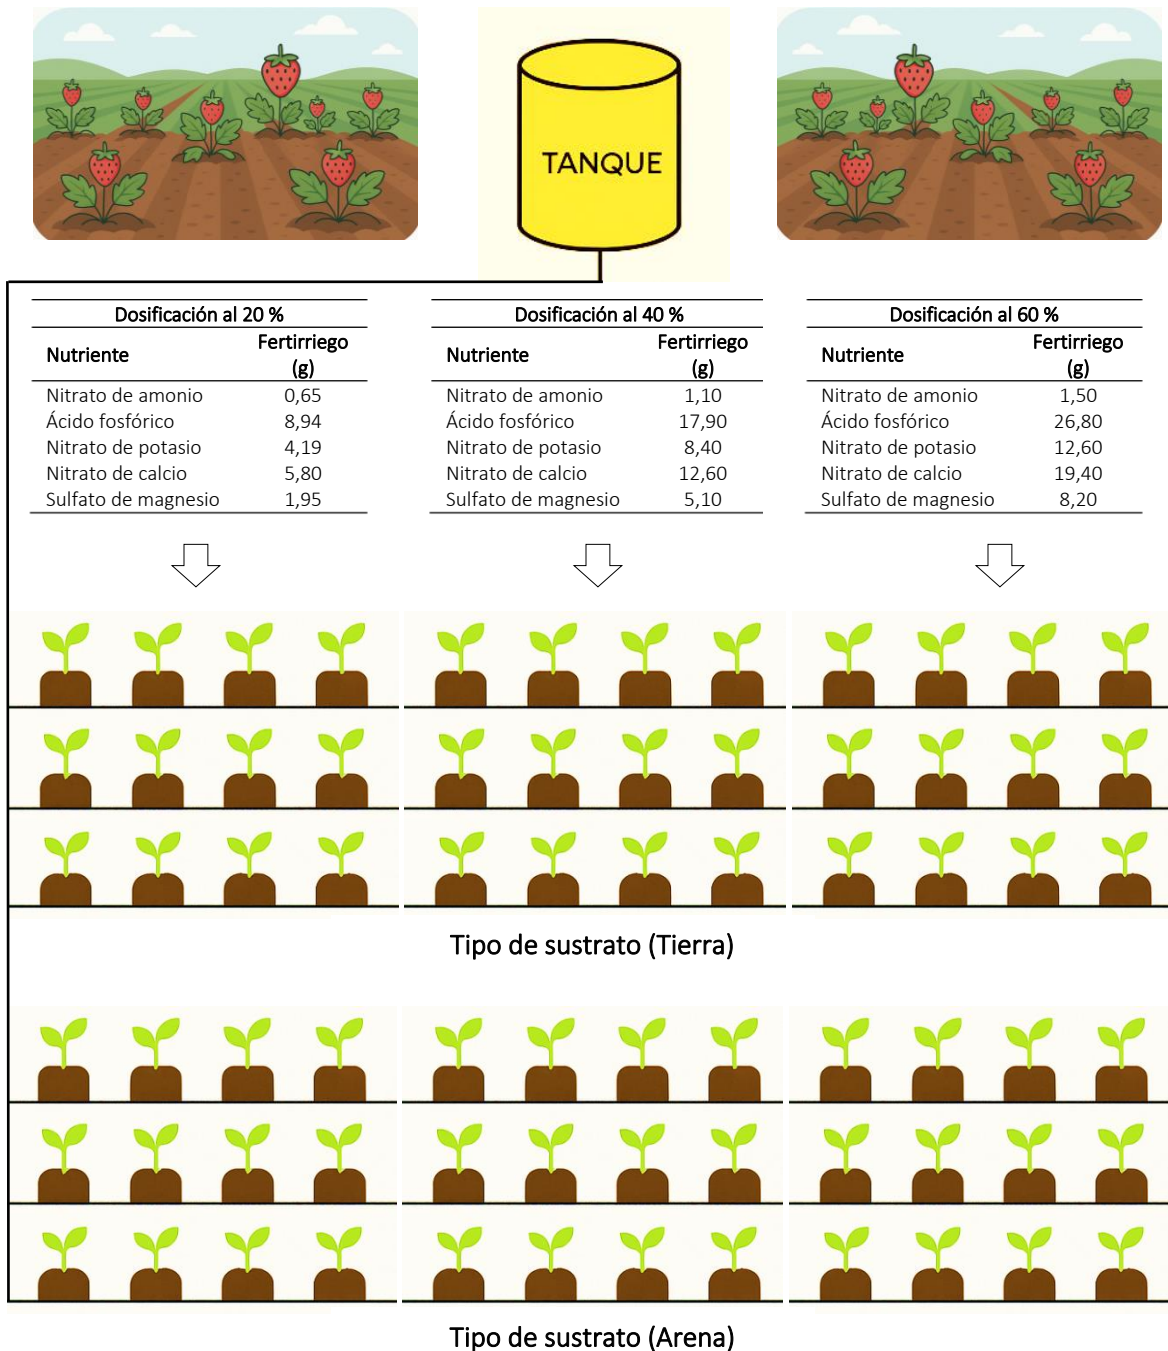 TANQUE
Dosificación al 20 %
Nutriente Fertirriego (g)
Nitrato de amonio 0,65
Ácido fosfórico 8,94
Nitrato de potasio 4,19
Nitrato de calcio 5,80
Sulfato de magnesio 1,95
Dosificación al 40 %
Nutriente Fertirriego (g)
Nitrato de amonio 1,10
Ácido fosfórico 17,90
Nitrato de potasio 8,40
Nitrato de calcio 12,60
Sulfato de magnesio 5,10
Dosificación al 60 %
Nutriente Fertirriego (g)
Nitrato de amonio 1,50
Ácido fosfórico 26,80
Nitrato de potasio 12,60
Nitrato de calcio 19,40
Sulfato de magnesio 8,20
Tipo de sustrato (Tierra)
Tipo de sustrato (Arena)